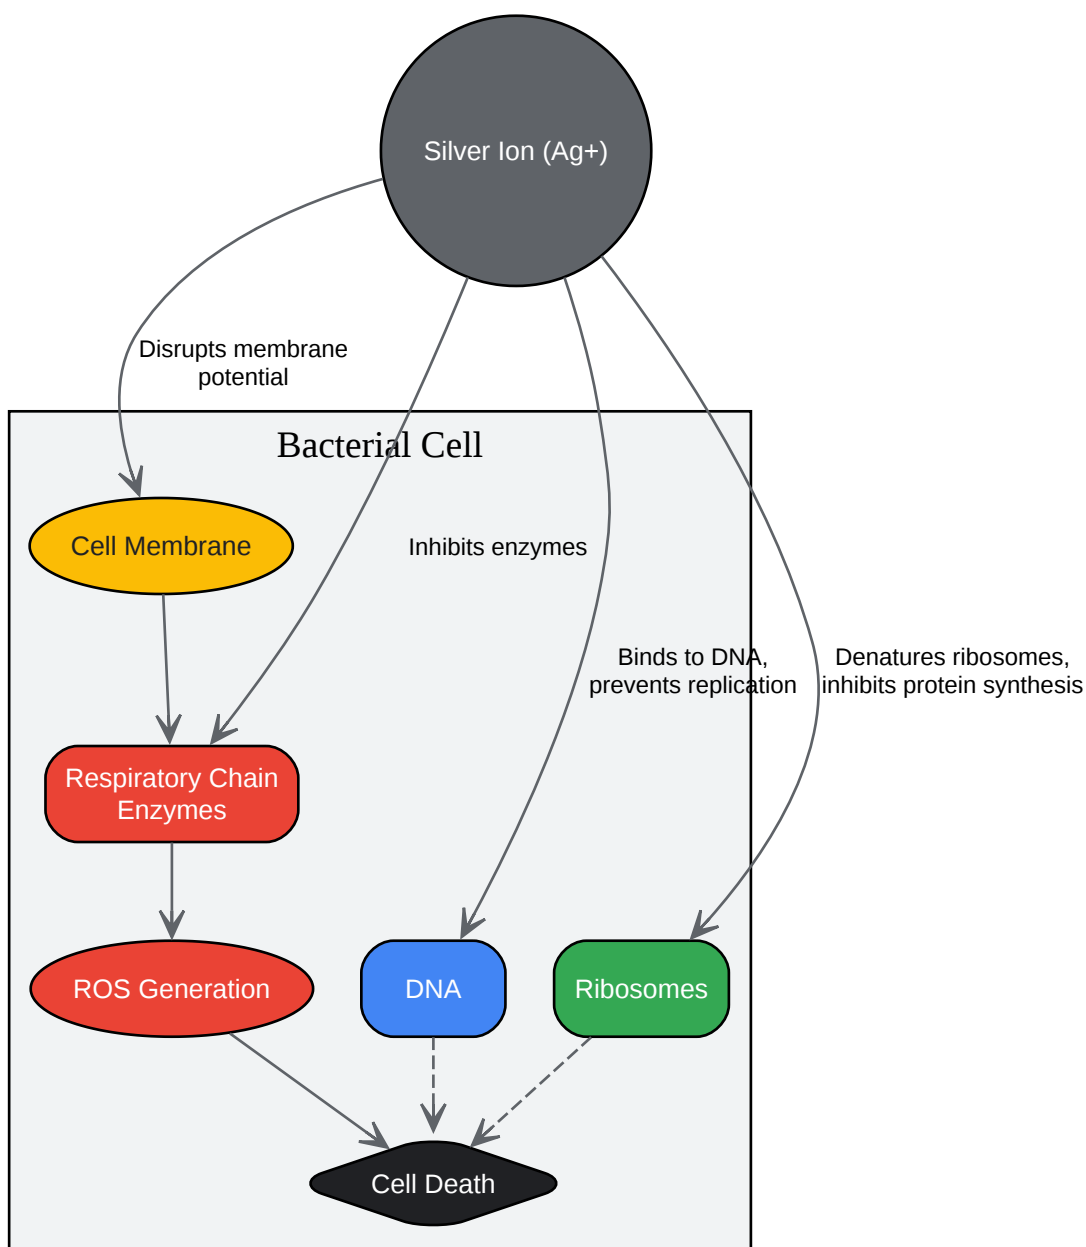 Silver Ion (Ag+)
Disrupts membrane
potential
Bacterial Cell
Cell Membrane
Inhibits enzymes
Binds to DNA,
prevents replication
Denatures ribosomes,
inhibits protein synthesis
Respiratory Chain
Enzymes
ROS Generation
DNA
Ribosomes
Cell Death